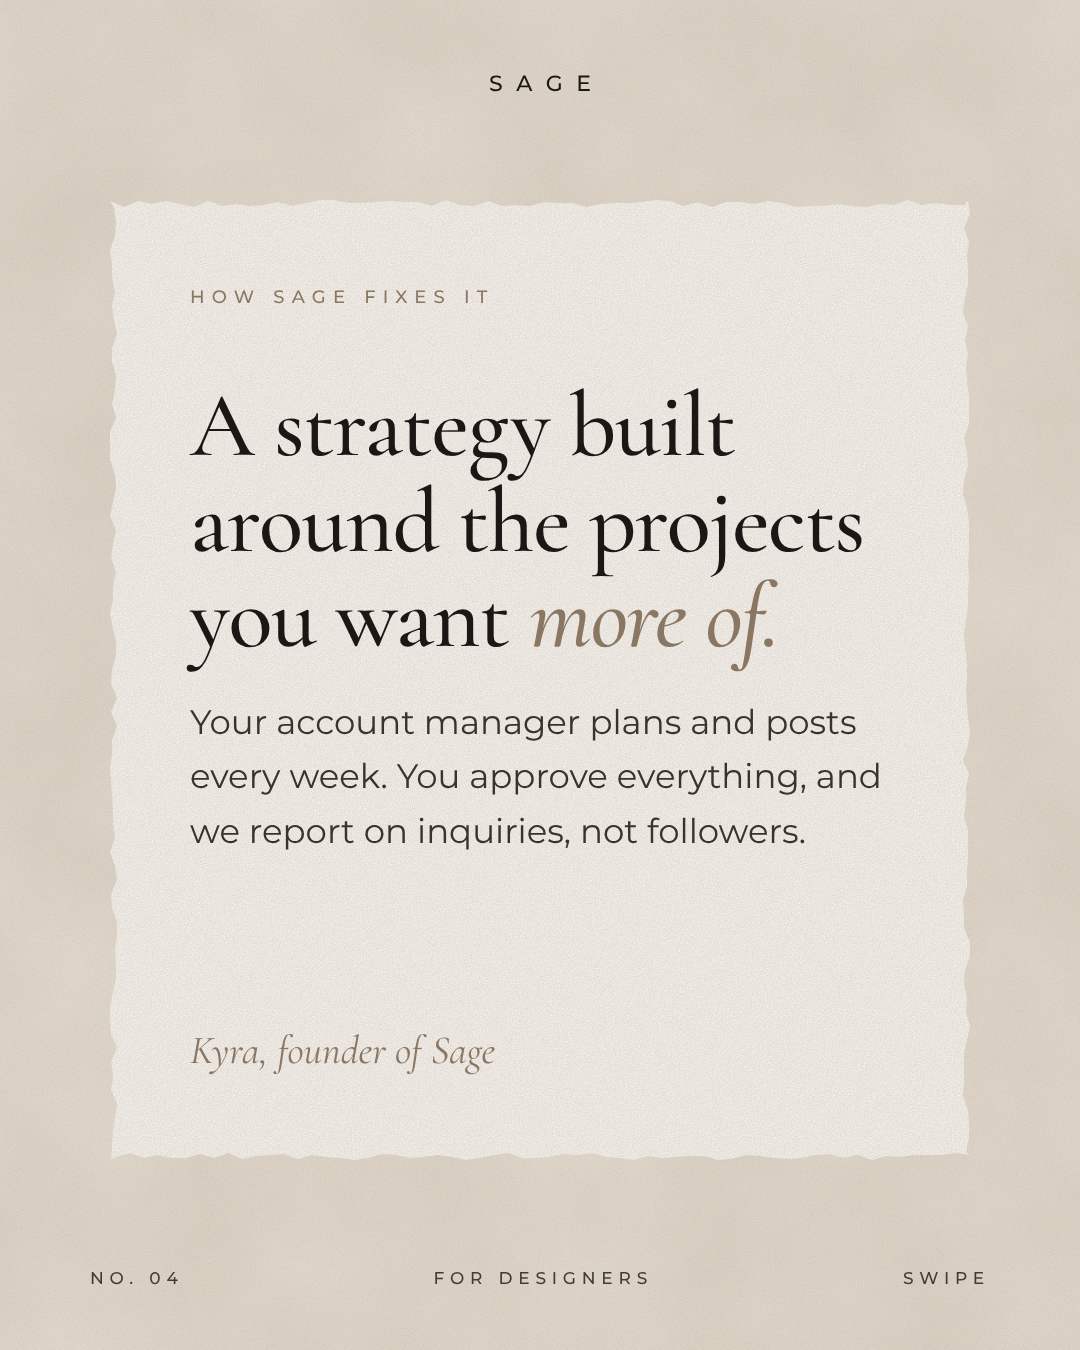 SAGE
HOW SAGE FIXES IT
A strategy built
around the projects
you want more of.
Your account manager plans and posts
every week. You approve everything, and
we report on inquiries, not followers.
Kyra, founder of Sage
NO. 04
FOR DESIGNERS
SWIPE